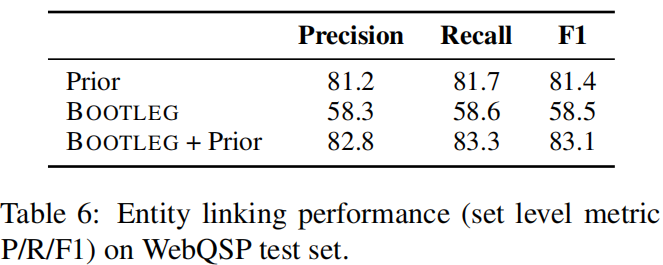 Precision Recall F1
Prior 81.2 81.7 81.4
BOOTLEG 58.3 58.6 58.5
BOOTLEG + Prior 82.8 83.3 83.1
Table 6: Entity linking performance (set level metric
P/R/F1) on WebQSP test set.